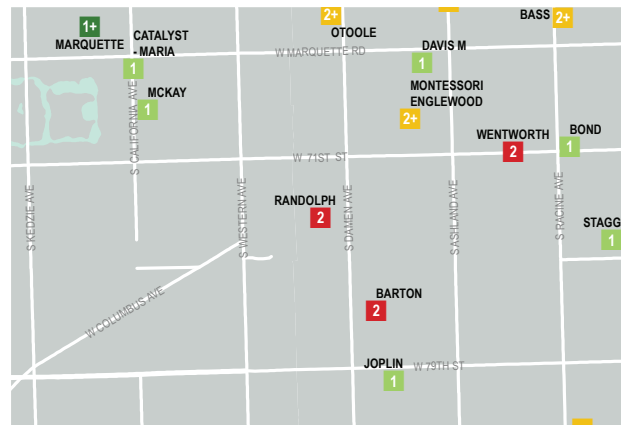 2+
BASS
2+
OTOOLE
1+
MARQUETTE
CATALYST
- MARIA
1
W MARQUETTE RD
DAVIS M
1
MCKAY
1
MONTESSORI
ENGLEWOOD
2+
WENTWORTH
2
BOND
1
W 71ST ST
S CALIFORNIA AVE
S KEDZIE AVE
S WESTERN AVE
S DAMEN AVE
S ASHLAND AVE
S RACINE AVE
RANDOLPH
2
STAGG
1
W COLUMBUS AVE
BARTON
2
JOPLIN
1
W 79TH ST